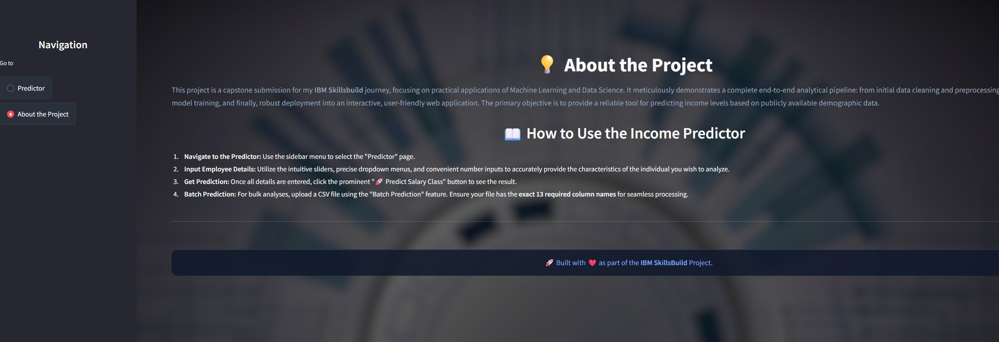 Navigation
Go to
Predictor
About the Project
💡 About the Project
This project is a capstone submission for my IBM Skillsbuild journey, focusing on practical applications of Machine Learning and Data Science. It meticulously demonstrates a complete end-to-end analytical pipeline: from initial data cleaning and preprocessing
model training, and finally, robust deployment into an interactive, user-friendly web application. The primary objective is to provide a reliable tool for predicting income levels based on publicly available demographic data.
📖 How to Use the Income Predictor
1. Navigate to the Predictor: Use the sidebar menu to select the "Predictor" page.
2. Input Employee Details: Utilize the intuitive sliders, precise dropdown menus, and convenient number inputs to accurately provide the characteristics of the individual you wish to analyze.
3. Get Prediction: Once all details are entered, click the prominent "🚀 Predict Salary Class" button to see the result.
4. Batch Prediction: For bulk analyses, upload a CSV file using the "Batch Prediction" feature. Ensure your file has the exact 13 required column names for seamless processing.
🚀 Built with ❤️ as part of the IBM SkillsBuild Project.